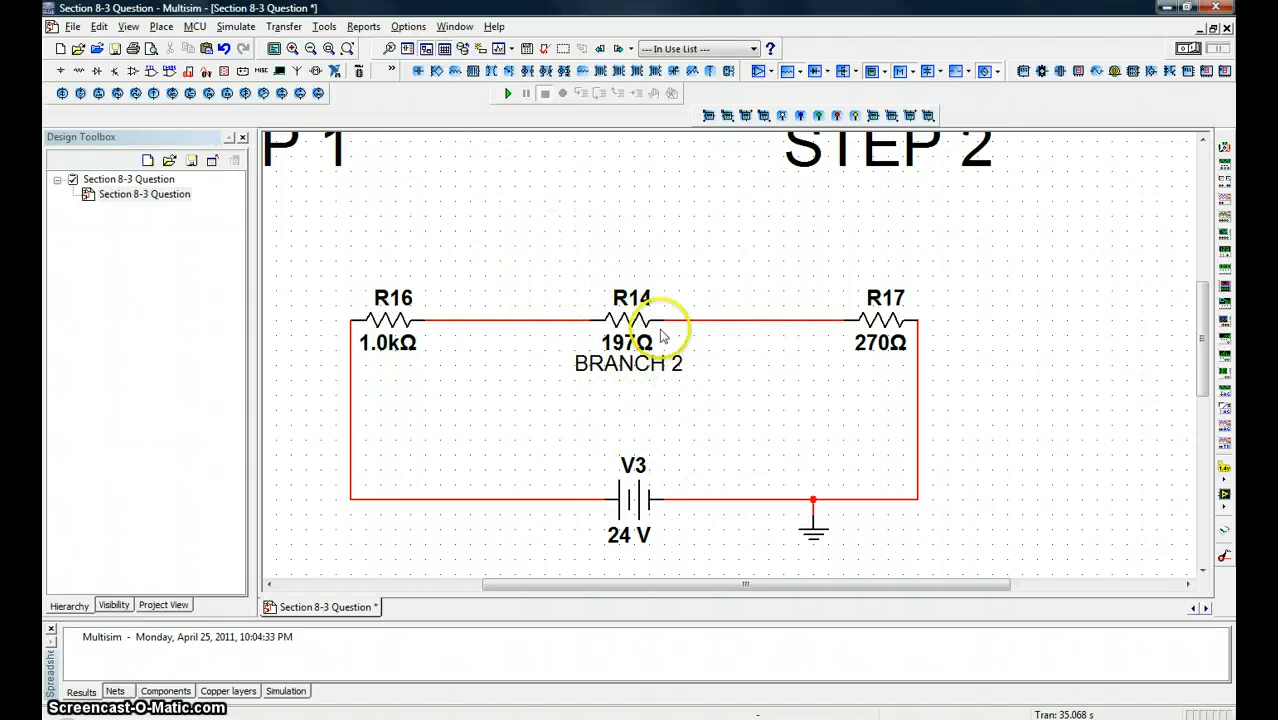 Section 8-3 Question - Multisim - [Section 8-3 Question *]
File Edit View Place MCU Simulate Transfer Tools Reports Options Window Help
--- In Use List ---
Design Toolbox
Section 8-3 Question
Section 8-3 Question
P 1
STEP 2
R16
R14
R17
1.0kΩ
197Ω
270Ω
BRANCH 2
V3
24 V
Hierarchy Visibility Project View
Section 8-3 Question *
Multisim - Monday, April 25, 2011, 10:04:33 PM
Spreadshe
Results Nets Components Copper layers Simulation
Screencast-O-Matic.com
- Tran: 35.068 s